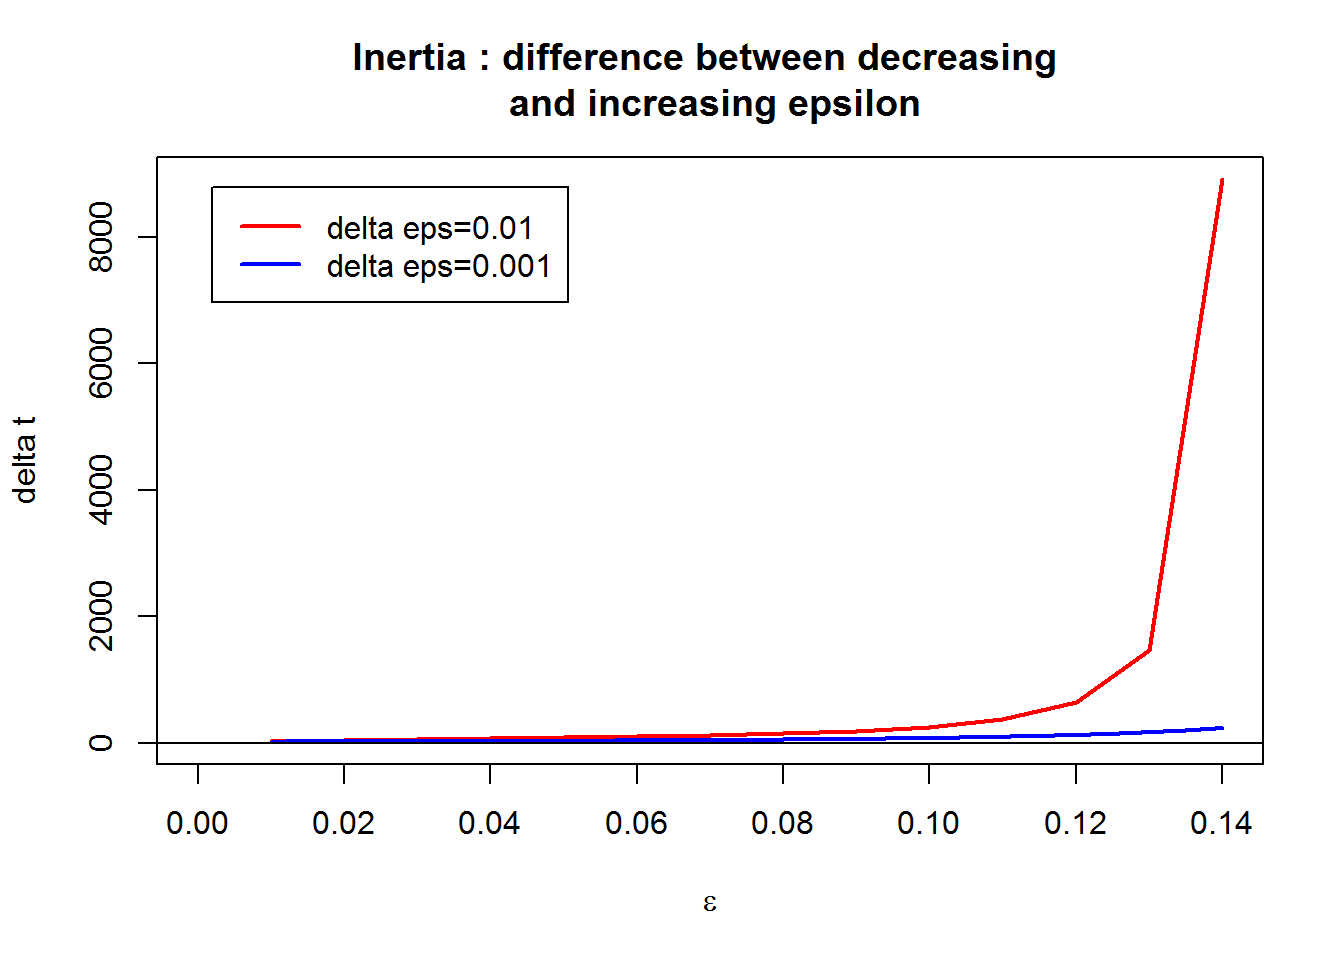 Inertia : difference between decreasing
and increasing epsilon
delta eps=0.01
delta eps=0.001
delta t
8000
6000
4000
2000
0
0.00 0.02 0.04 0.06 0.08 0.10 0.12 0.14
ε